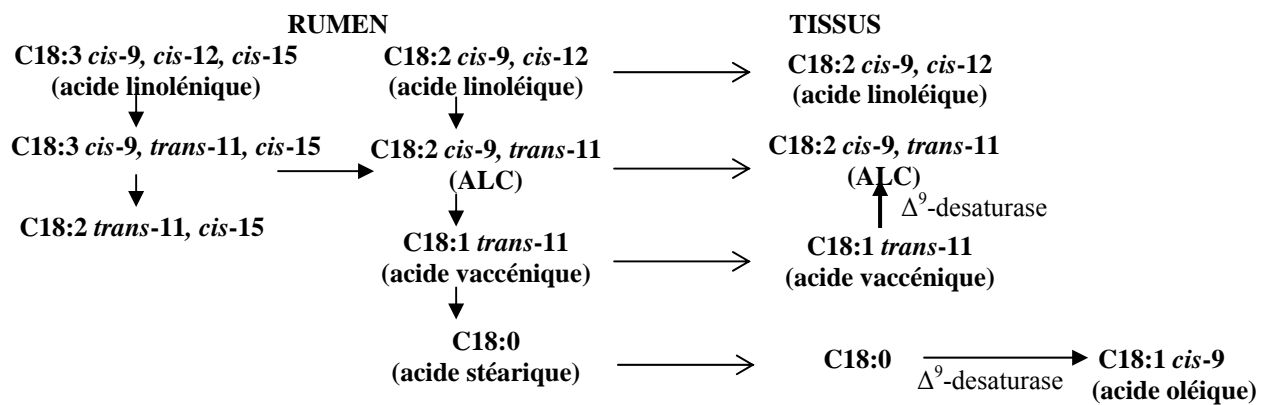 RUMEN
TISSUS
C18:3 cis-9, cis-12, cis-15
(acide linolénique)
C18:2 cis-9, cis-12
(acide linoléique)
C18:2 cis-9, cis-12
(acide linoléique)
C18:3 cis-9, trans-11, cis-15
C18:2 cis-9, trans-11
(ALC)
C18:2 cis-9, trans-11
(ALC)
Δ⁹-desaturase
C18:2 trans-11, cis-15
C18:1 trans-11
(acide vaccénique)
C18:1 trans-11
(acide vaccénique)
C18:0
(acide stéarique)
C18:0
Δ⁹-desaturase
C18:1 cis-9
(acide oléique)